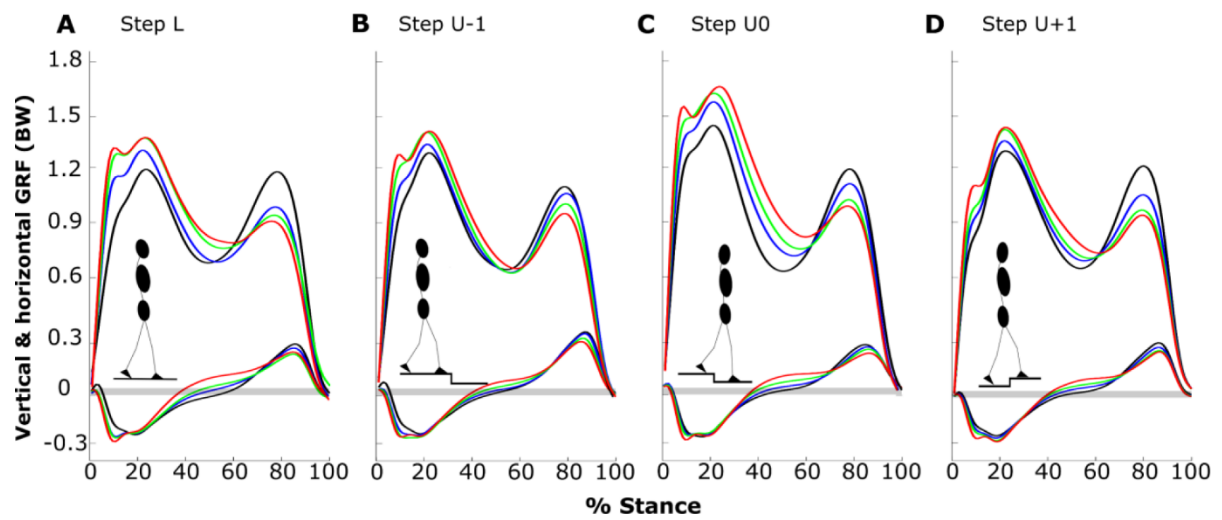 A Step L
B Step U-1
C Step U0
D Step U+1
Vertical & horizontal GRF (BW)
1.8
1.5
1.2
0.9
0.6
0.3
0
-0.3
0 20 40 60 80 100
0 20 40 60 80 100
0 20 40 60 80 100
0 20 40 60 80 100
% Stance